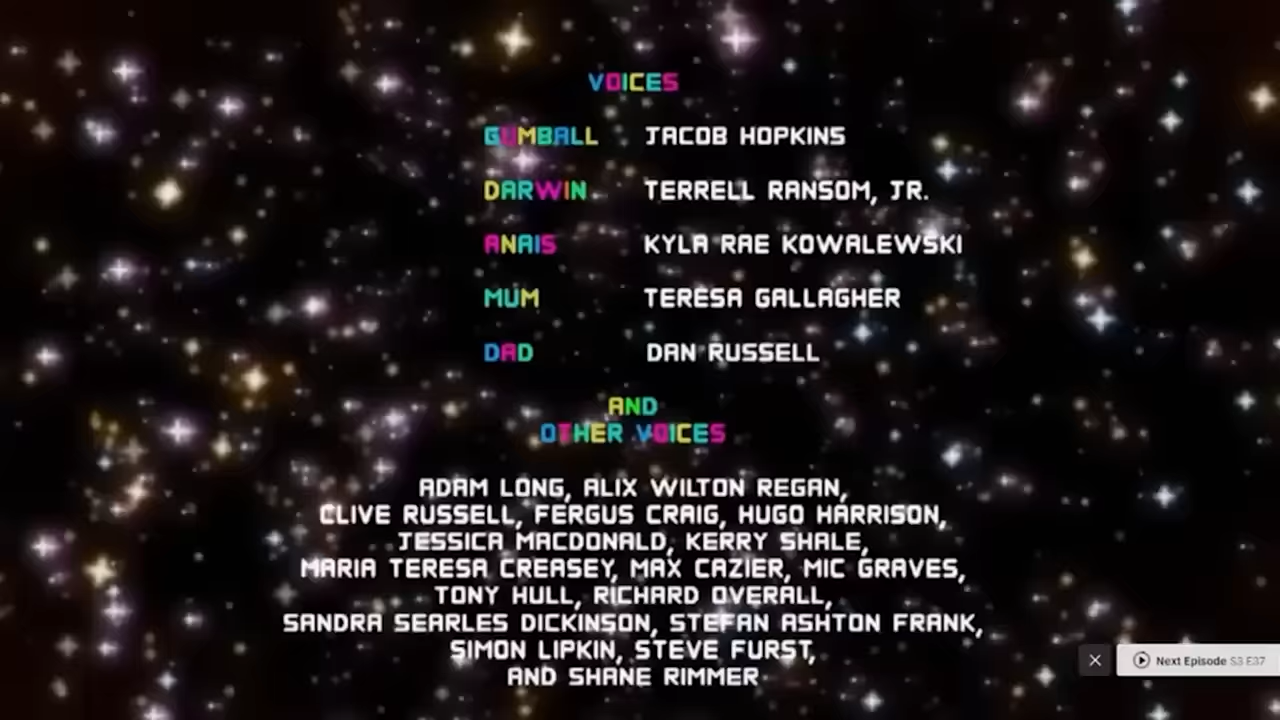 VOICES
GUMBALL JACOB HOPKINS
DARWIN TERRELL RANSOM, JR.
ANAIS KYLA RAE KOWALEWSKI
MUM TERESA GALLAGHER
DAD DAN RUSSELL
AND
OTHER VOICES
ADAM LONG, ALIX WILTON REGAN,
CLIVE RUSSELL, FERGUS CRAIG, HUGO HARRISON,
JESSICA MACDONALD, KERRY SHALE,
MARIA TERESA CREASEY, MAX CAZIER, MIC GRAVES,
TONY HULL, RICHARD OVERALL,
SANDRA SEARLES DICKINSON, STEFAN ASHTON FRANK,
SIMON LIPKIN, STEVE FURST,
AND SHANE RIMMER
Next Episode S3 E37